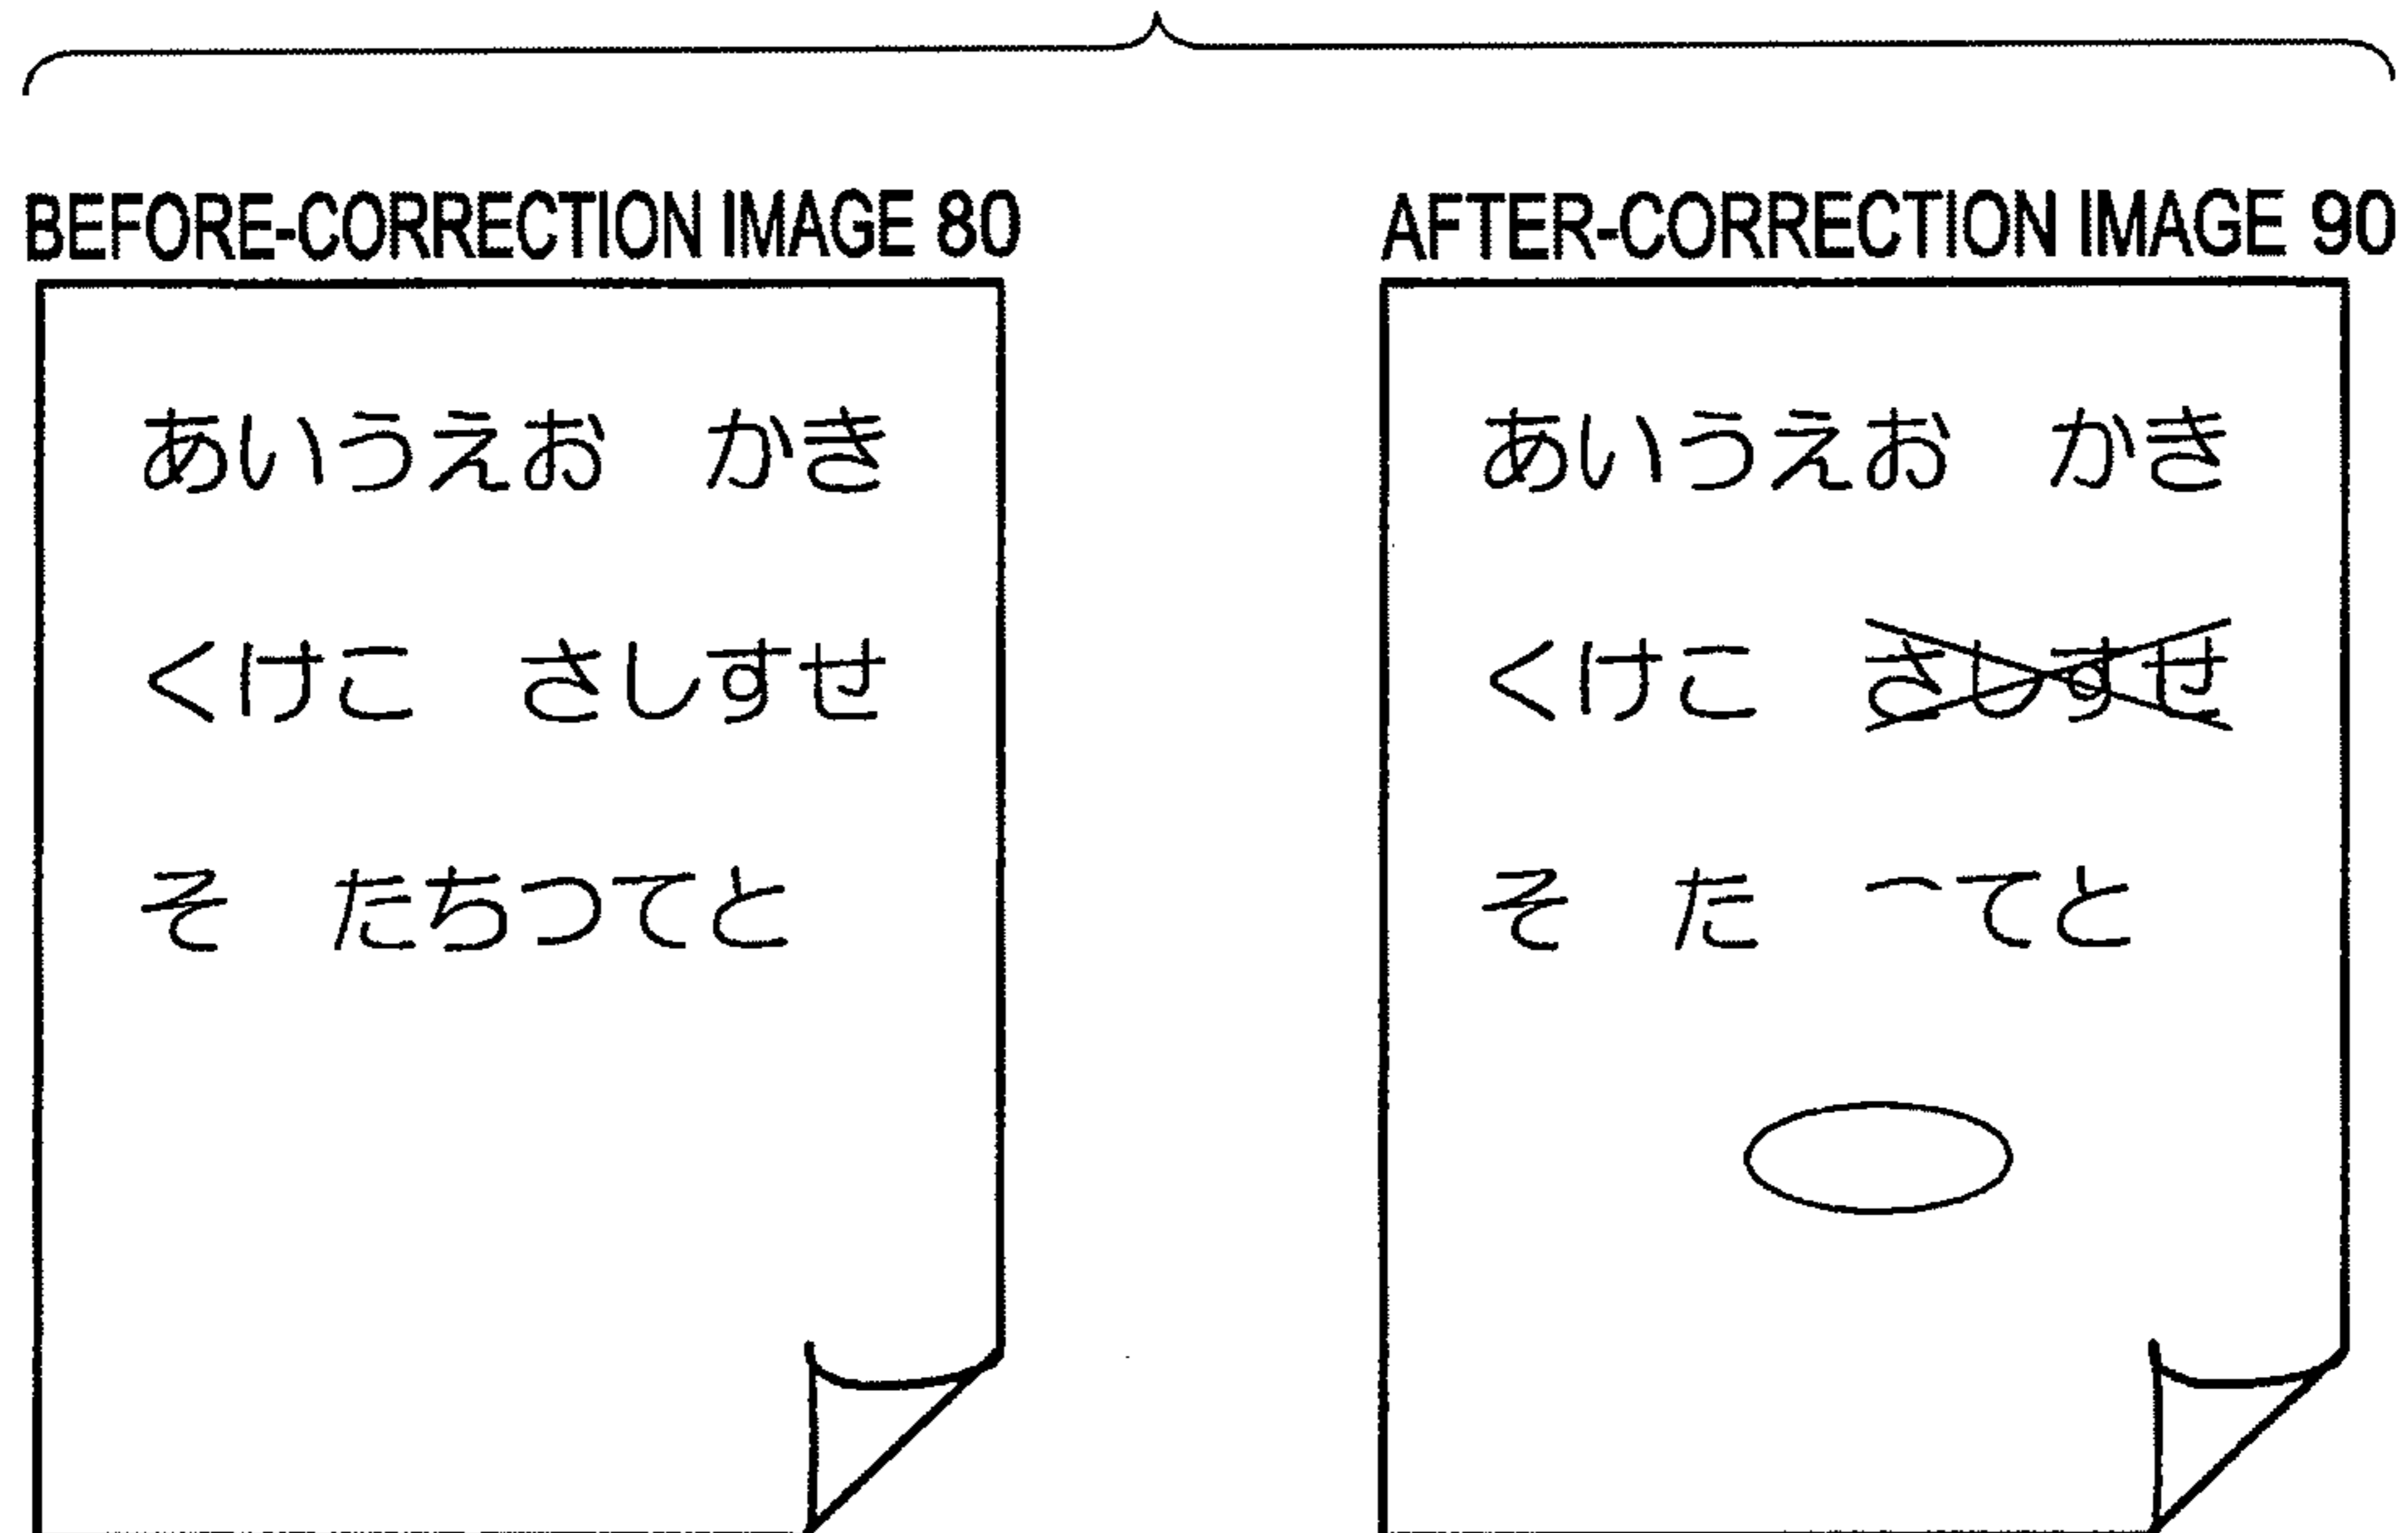 BEFORE-CORRECTION IMAGE 80
あいうえお　かき
くけこ　さしすせ
そ　たちつてと
AFTER-CORRECTION IMAGE 90
あいうえお　かき
くけこ　さしすせ
そ　た　てと